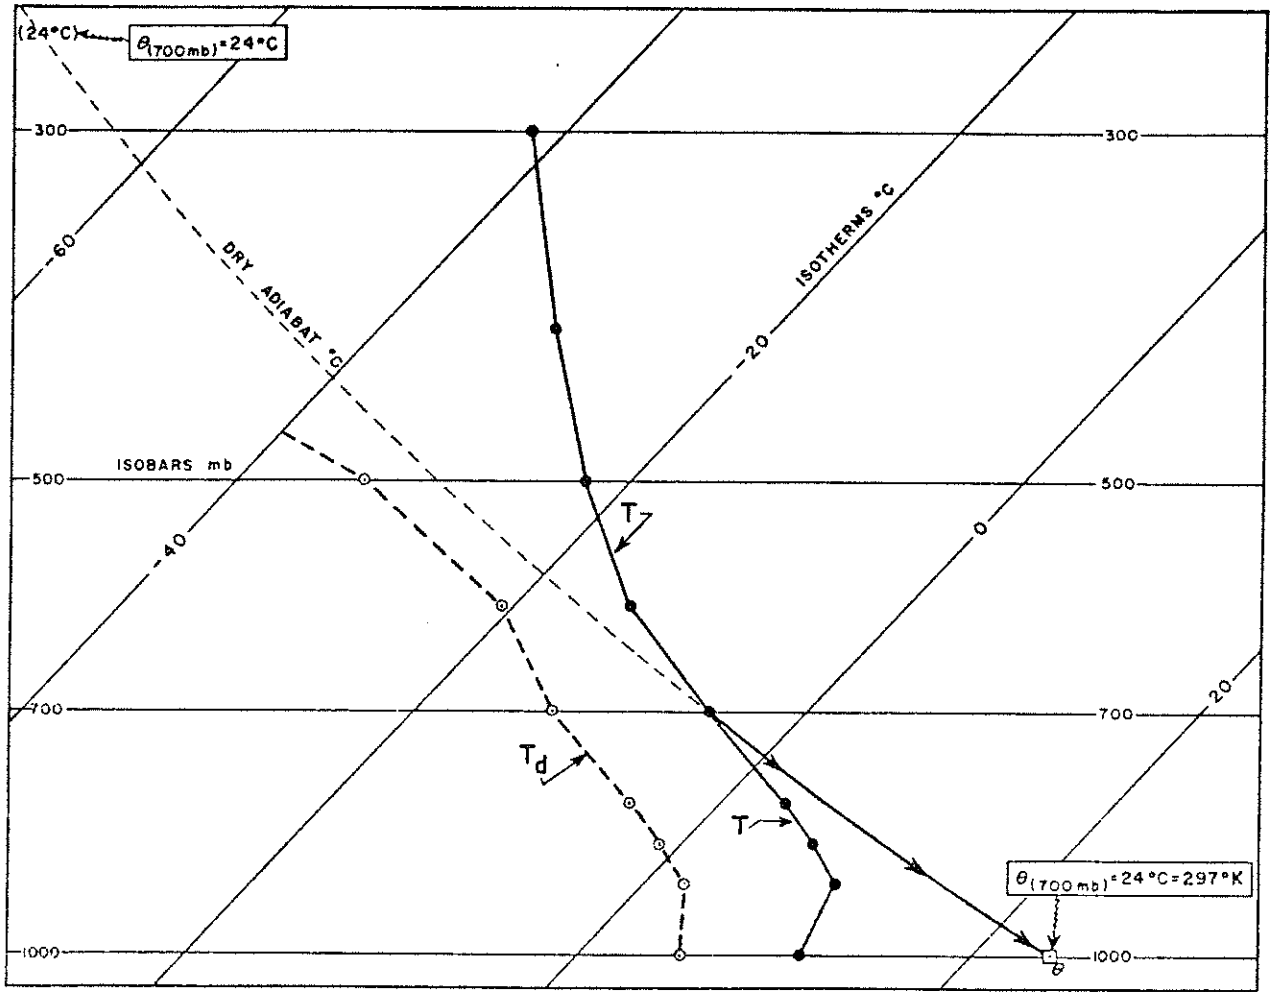 (24°C)
θ(700mb)=24°C
300
300
-60
DRY ADIABAT °C
ISOTHERMS °C
-20
ISOBARS mb
500
500
T
0
-40
20
700
700
Td
T
θ(700mb)=24°C=297°K
1000
1000
θ